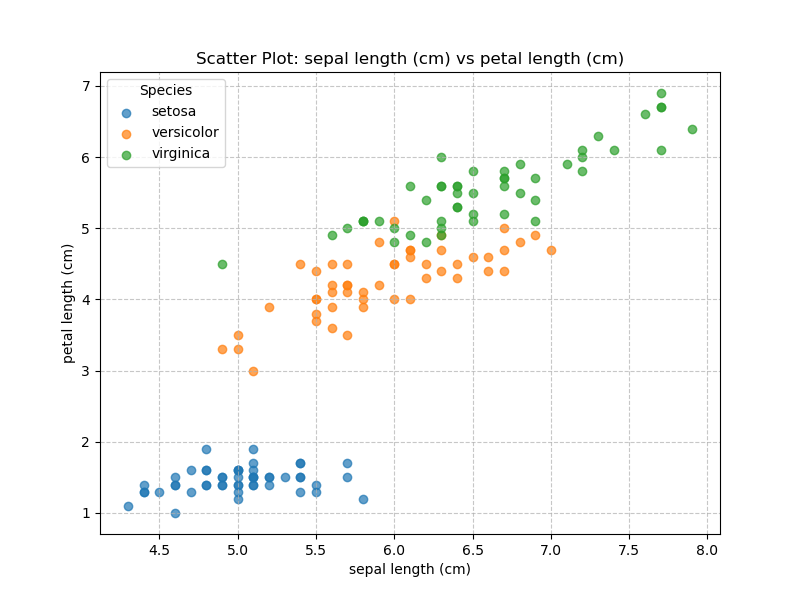 Scatter Plot: sepal length (cm) vs petal length (cm)
Species
setosa
versicolor
virginica
petal length (cm)
7
6
5
4
3
2
1
4.5 5.0 5.5 6.0 6.5 7.0 7.5 8.0
sepal length (cm)